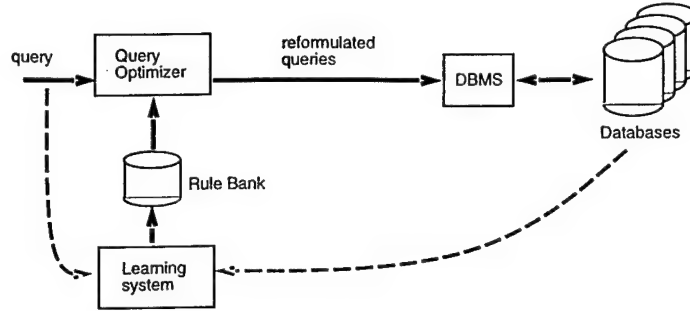 query
Query
Optimizer
reformulated
queries
DBMS
Databases
Rule Bank
Learning
system